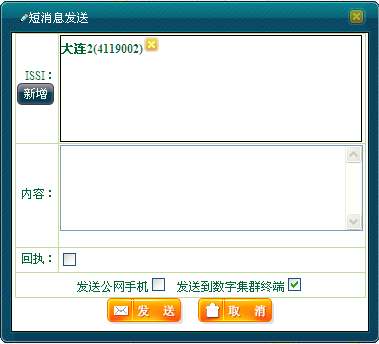 短消息发送
大连2(4119002)
ISSI：
新增
内容：
回执：
发送公网手机 发送到数字集群终端
发 送 取 消